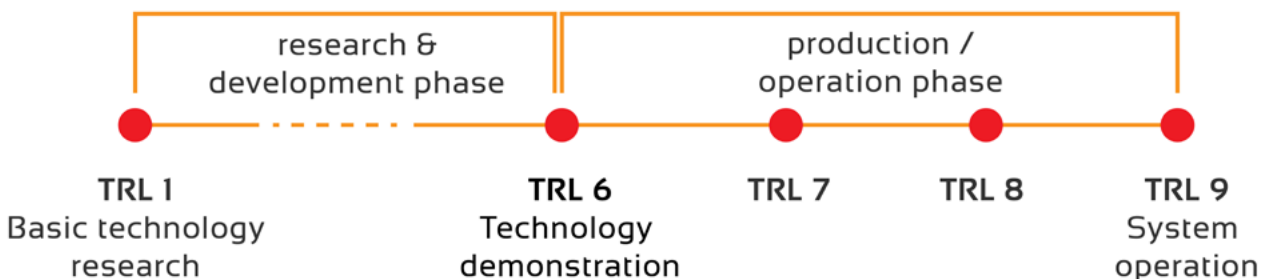 research &
development phase
production /
operation phase
TRL 1
Basic technology
research
TRL 6
Technology
demonstration
TRL 7
TRL 8
TRL 9
System
operation